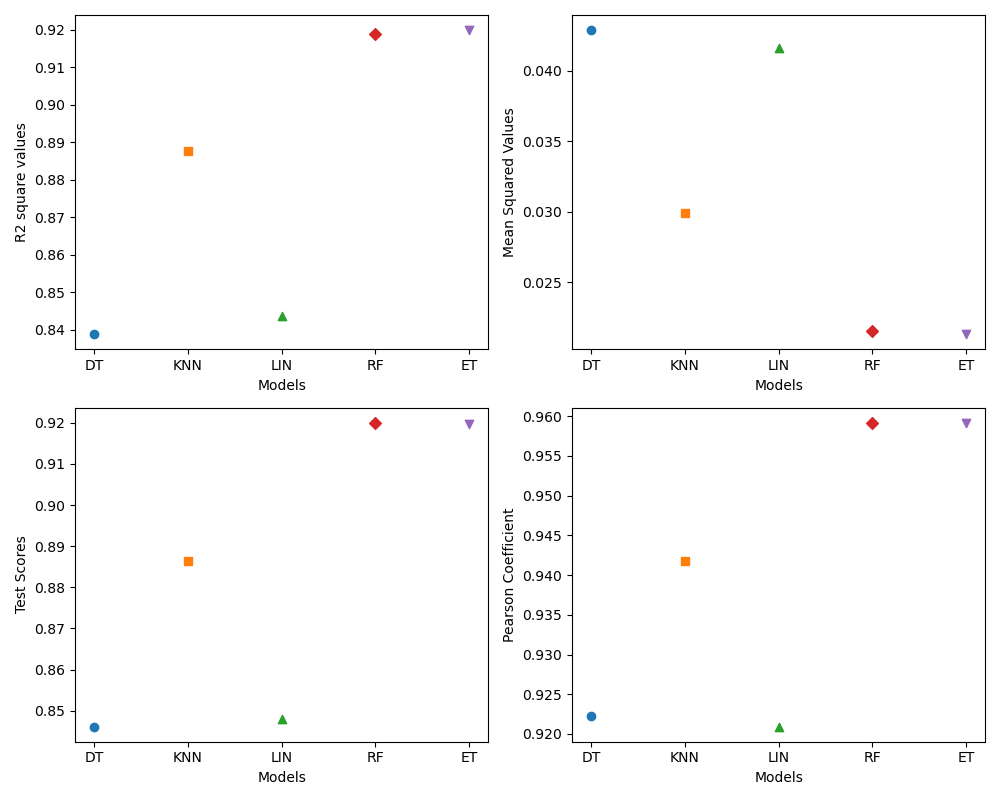 R2 square values
0.92
0.91
0.90
0.89
0.88
0.87
0.86
0.85
0.84
DT KNN LIN RF ET
Models
Mean Squared Values
0.040
0.035
0.030
0.025
DT KNN LIN RF ET
Models
Test Scores
0.92
0.91
0.90
0.89
0.88
0.87
0.86
0.85
DT KNN LIN RF ET
Models
Pearson Coefficient
0.960
0.955
0.950
0.945
0.940
0.935
0.930
0.925
0.920
DT KNN LIN RF ET
Models